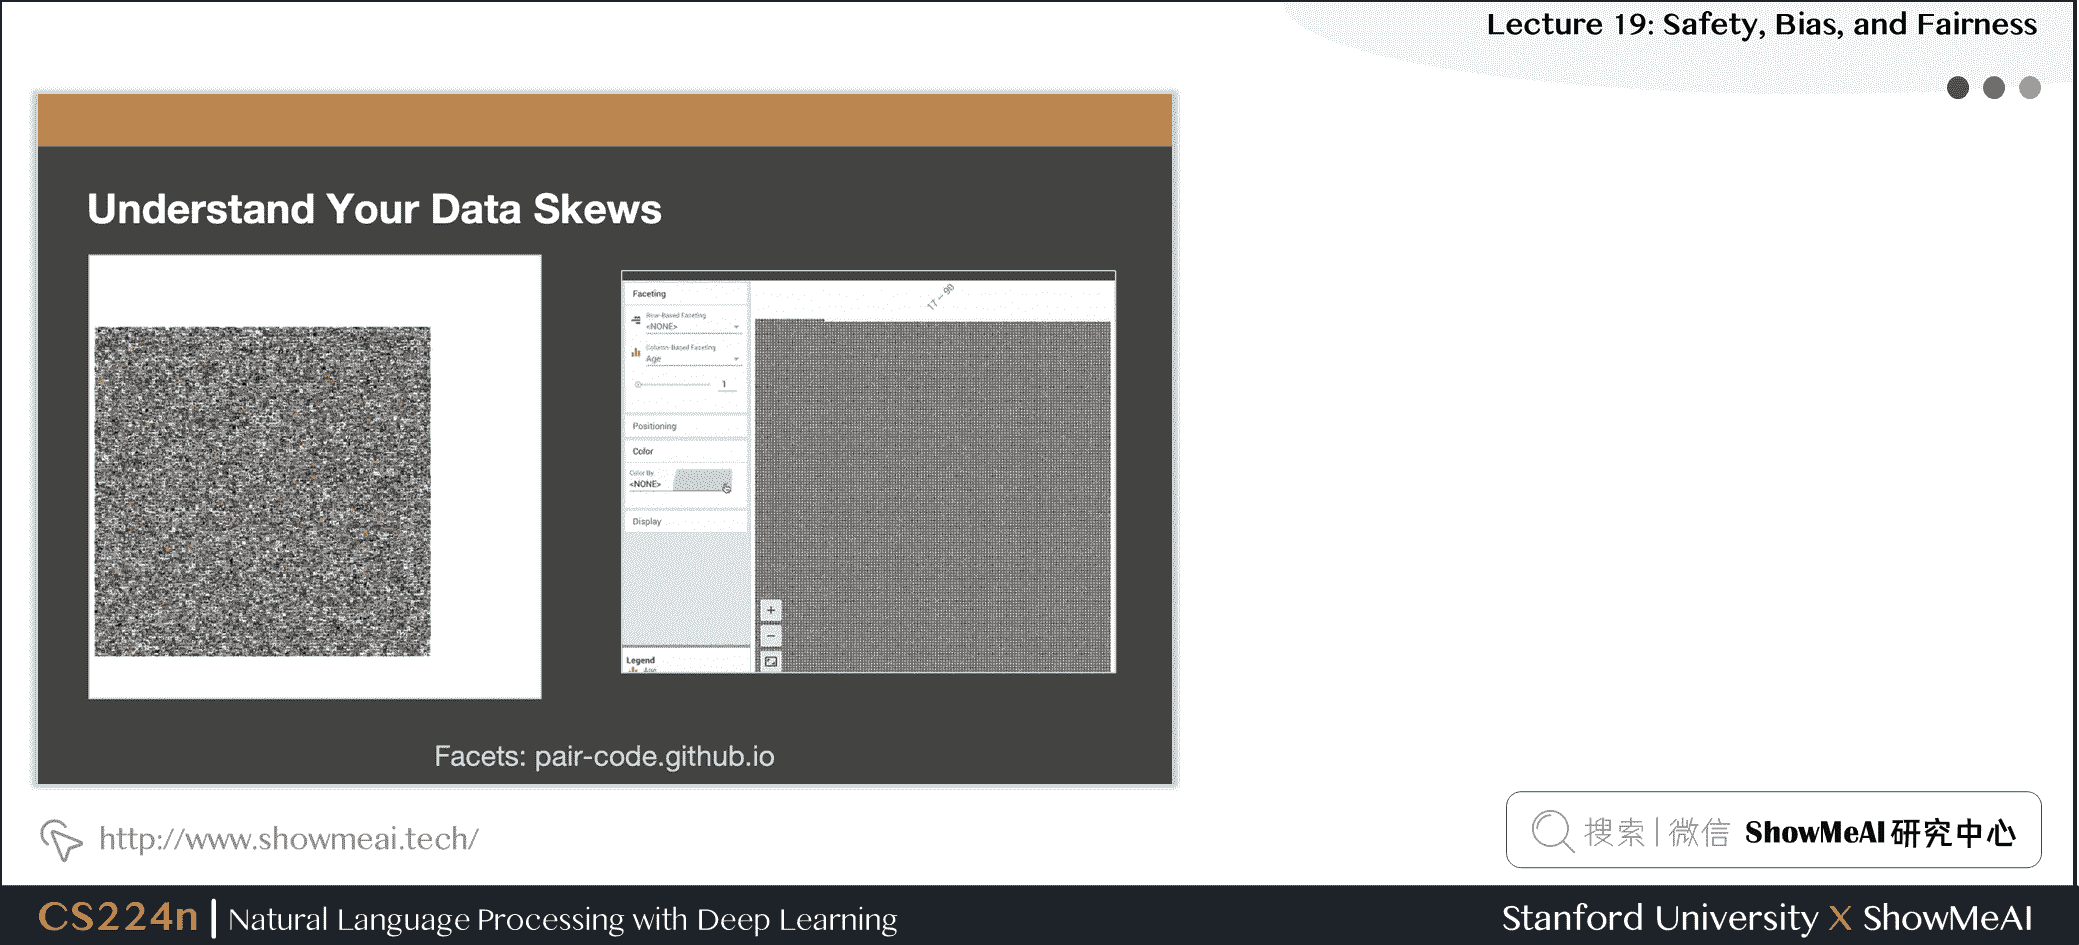 Lecture 19: Safety, Bias, and Fairness
Understand Your Data Skews
Faceting
Row-Based Faceting
<NONE>
Column-Based Faceting
Age
1
Positioning
Color
Color By
<NONE>
Display
Legend
Age
17 – 90
+
−
Facets: pair-code.github.io
http://www.showmeai.tech/
搜索 | 微信 ShowMeAI 研究中心
CS224n | Natural Language Processing with Deep Learning
Stanford University X ShowMeAI